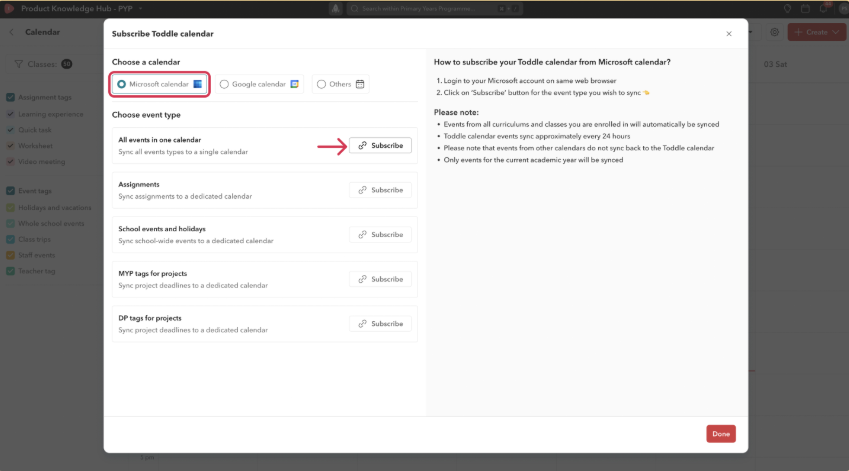 Product Knowledge Hub - PYP
Search within Primary Years Programme...
Calendar
Create
Classes
03 Sat
Assignment tags
Learning experience
Quick task
Worksheet
Video meeting
Event tags
Holidays and vacations
Whole school events
Class trips
Staff events
Teacher tag
Subscribe Toddle calendar
Choose a calendar
Microsoft calendar
Google calendar
Others
Choose event type
All events in one calendar
Sync all events types to a single calendar
Subscribe
Assignments
Sync assignments to a dedicated calendar
Subscribe
School events and holidays
Sync school-wide events to a dedicated calendar
Subscribe
MYP tags for projects
Sync project deadlines to a dedicated calendar
Subscribe
DP tags for projects
Sync project deadlines to a dedicated calendar
Subscribe
How to subscribe your Toddle calendar from Microsoft calendar?
1. Login to your Microsoft account on same web browser
2. Click on 'Subscribe' button for the event type you wish to sync 👈
Please note:
• Events from all curriculums and classes you are enrolled in will automatically be synced
• Toddle calendar events sync approximately every 24 hours
• Please note that events from other calendars do not sync back to the Toddle calendar
• Only events for the current academic year will be synced
Done